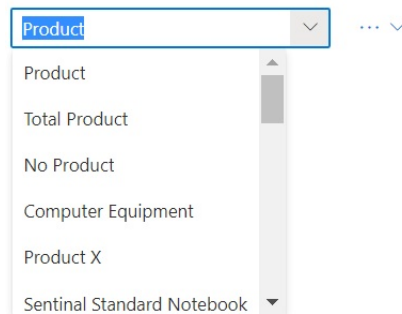 Product
Product
Total Product
No Product
Computer Equipment
Product X
Sentinal Standard Notebook